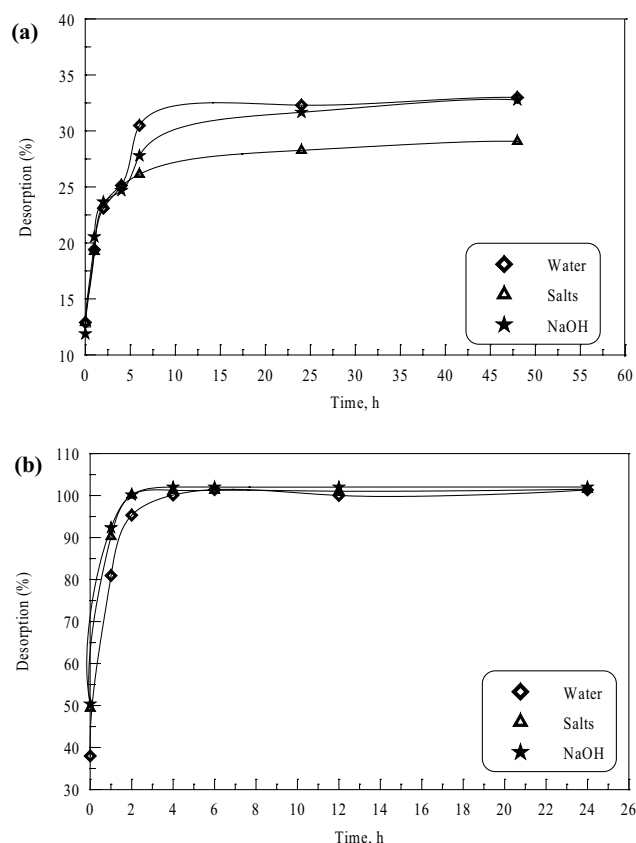 (a)
40
35
30
25
20
15
10
Desorption (%)
0 5 10 15 20 25 30 35 40 45 50 55 60
Time, h
Water
Salts
NaOH
(b)
110
100
90
80
70
60
50
40
30
Desorption (%)
0 2 4 6 8 10 12 14 16 18 20 22 24 26
Time, h
Water
Salts
NaOH